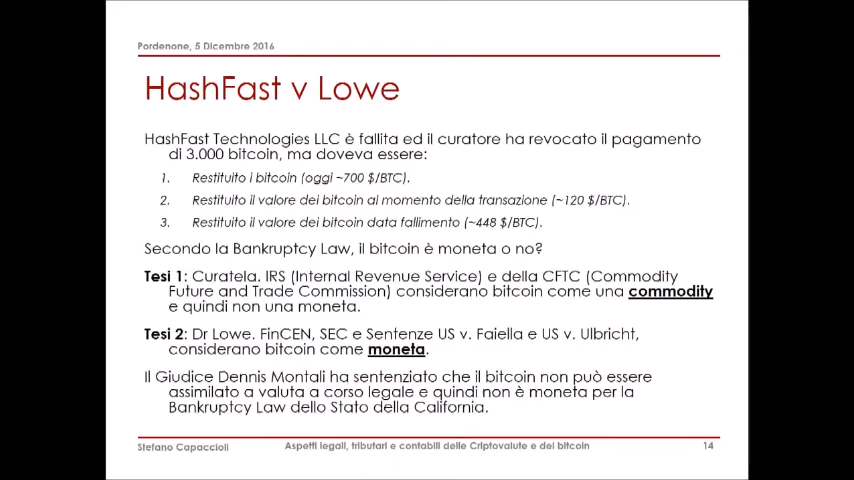 Pordenone, 5 Dicembre 2016
HashFast v Lowe
HashFast Technologies LLC è fallita ed il curatore ha revocato il pagamento
di 3.000 bitcoin, ma doveva essere:
1. Restituito i bitcoin (oggi ~700 $/BTC).
2. Restituito il valore dei bitcoin al momento della transazione (~120 $/BTC).
3. Restituito il valore dei bitcoin data fallimento (~448 $/BTC).
Secondo la Bankruptcy Law, il bitcoin è moneta o no?
Tesi 1: Curatela. IRS (Internal Revenue Service) e della CFTC (Commodity
Future and Trade Commission) considerano bitcoin come una commodity
e quindi non una moneta.
Tesi 2: Dr Lowe. FinCEN, SEC e Sentenze US v. Faiella e US v. Ulbricht,
considerano bitcoin come moneta.
Il Giudice Dennis Montali ha sentenziato che il bitcoin non può essere
assimilato a valuta a corso legale e quindi non è moneta per la
Bankruptcy Law dello Stato della California.
Stefano Capaccioli Aspetti legali, tributari e contabili delle Criptovalute e dei bitcoin 14